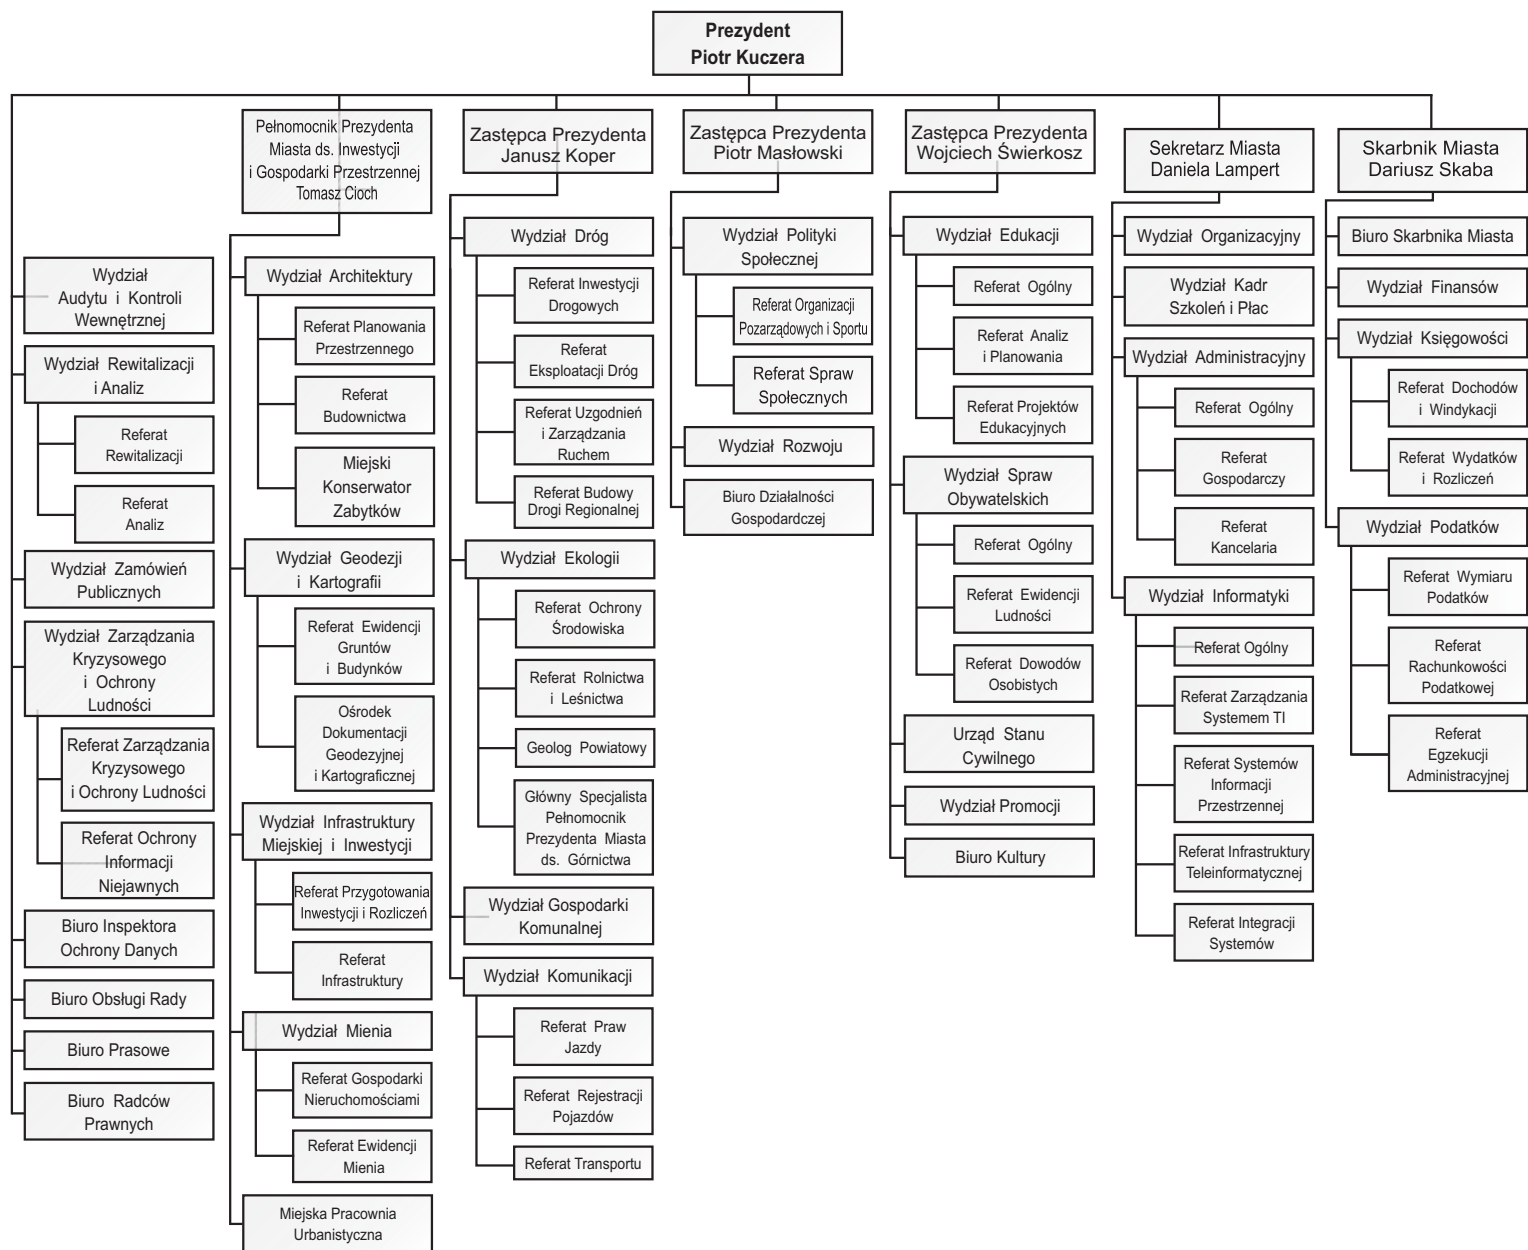 Prezydent
Piotr Kuczera
Pełnomocnik Prezydenta
Miasta ds. Inwestycji
i Gospodarki Przestrzennej
Tomasz Cioch
Zastępca Prezydenta
Janusz Koper
Zastępca Prezydenta
Piotr Masłowski
Zastępca Prezydenta
Wojciech Świerkosz
Sekretarz Miasta
Daniela Lampert
Skarbnik Miasta
Dariusz Skaba
Wydział
Audytu i Kontroli
Wewnętrznej
Wydział Rewitalizacji
i Analiz
Referat
Rewitalizacji
Referat
Analiz
Wydział Zamówień
Publicznych
Wydział Zarządzania
Kryzysowego
i Ochrony
Ludności
Referat Zarządzania
Kryzysowego
i Ochrony Ludności
Referat Ochrony
Informacji
Niejawnych
Biuro Inspektora
Ochrony Danych
Biuro Obsługi Rady
Biuro Prasowe
Biuro Radców
Prawnych
Wydział Architektury
Referat Planowania
Przestrzennego
Referat
Budownictwa
Miejski
Konserwator
Zabytków
Wydział Geodezji
i Kartografii
Referat Ewidencji
Gruntów
i Budynków
Ośrodek
Dokumentacji
Geodezyjnej
i Kartograficznej
Wydział Infrastruktury
Miejskiej i Inwestycji
Referat Przygotowania
Inwestycji i Rozliczeń
Referat
Infrastruktury
Wydział Mienia
Referat Gospodarki
Nieruchomościami
Referat Ewidencji
Mienia
Miejska Pracownia
Urbanistyczna
Wydział Dróg
Referat Inwestycji
Drogowych
Referat
Eksploatacji Dróg
Referat Uzgodnień
i Zarządzania
Ruchem
Referat Budowy
Drogi Regionalnej
Wydział Ekologii
Referat Ochrony
Środowiska
Referat Rolnictwa
i Leśnictwa
Geolog Powiatowy
Główny Specjalista
Pełnomocnik
Prezydenta Miasta
ds. Górnictwa
Wydział Gospodarki
Komunalnej
Wydział Komunikacji
Referat Praw
Jazdy
Referat Rejestracji
Pojazdów
Referat Transportu
Wydział Polityki
Społecznej
Referat Organizacji
Pozarządowych i Sportu
Referat Spraw
Społecznych
Wydział Rozwoju
Biuro Działalności
Gospodardczej
Wydział Edukacji
Referat Ogólny
Referat Analiz
i Planowania
Referat Projektów
Edukacyjnych
Wydział Spraw
Obywatelskich
Referat Ogólny
Referat Ewidencji
Ludności
Referat Dowodów
Osobistych
Urząd Stanu
Cywilnego
Wydział Promocji
Biuro Kultury
Wydział Organizacyjny
Wydział Kadr
Szkoleń i Płac
Wydział Administracyjny
Referat Ogólny
Referat
Gospodarczy
Referat
Kancelaria
Wydział Informatyki
Referat Ogólny
Referat Zarządzania
Systemem TI
Referat Systemów
Informacji
Przestrzennej
Referat Infrastruktury
Teleinformatycznej
Referat Integracji
Systemów
Biuro Skarbnika Miasta
Wydział Finansów
Wydział Księgowości
Referat Dochodów
i Windykacji
Referat Wydatków
i Rozliczeń
Wydział Podatków
Referat Wymiaru
Podatków
Referat
Rachunkowości
Podatkowej
Referat
Egzekucji
Administracyjnej